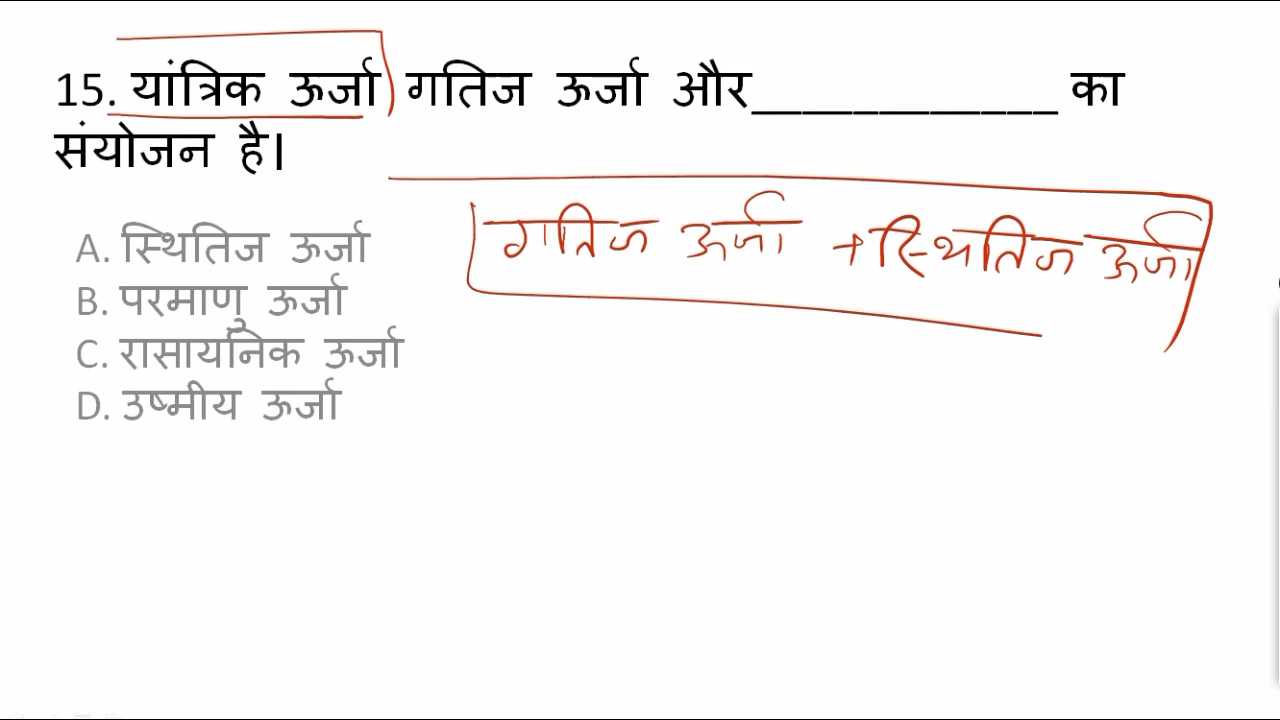 15. यांत्रिक ऊर्जा गतिज ऊर्जा और____________ का
संयोजन है।
गतिज ऊर्जा + स्थितिज ऊर्जा
A. स्थितिज ऊर्जा
B. परमाणु ऊर्जा
C. रासायनिक ऊर्जा
D. उष्मीय ऊर्जा